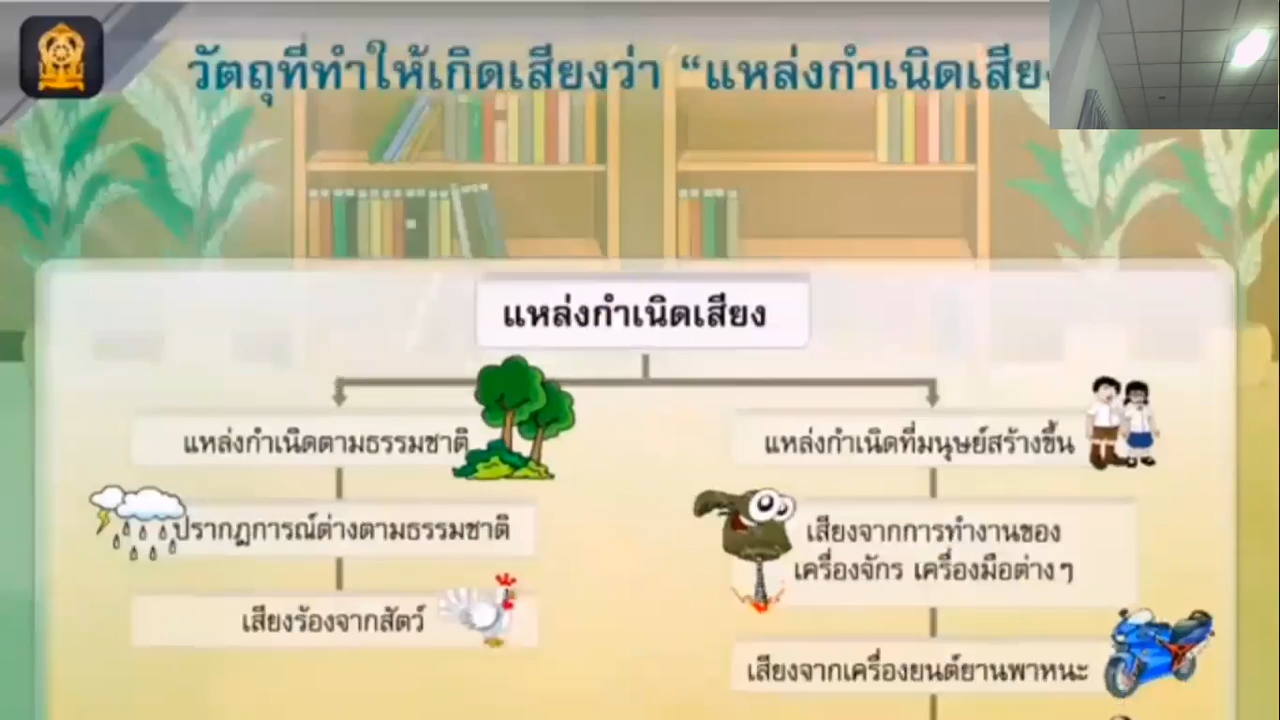 วัตถุที่ทำให้เกิดเสียงว่า “แหล่งกำเนิดเสียง
แหล่งกำเนิดเสียง
แหล่งกำเนิดตามธรรมชาติ
แหล่งกำเนิดที่มนุษย์สร้างขึ้น
ปรากฏการณ์ต่างตามธรรมชาติ
เสียงจากการทำงานของ
เครื่องจักร เครื่องมือต่าง ๆ
เสียงร้องจากสัตว์
เสียงจากเครื่องยนต์ยานพาหนะ